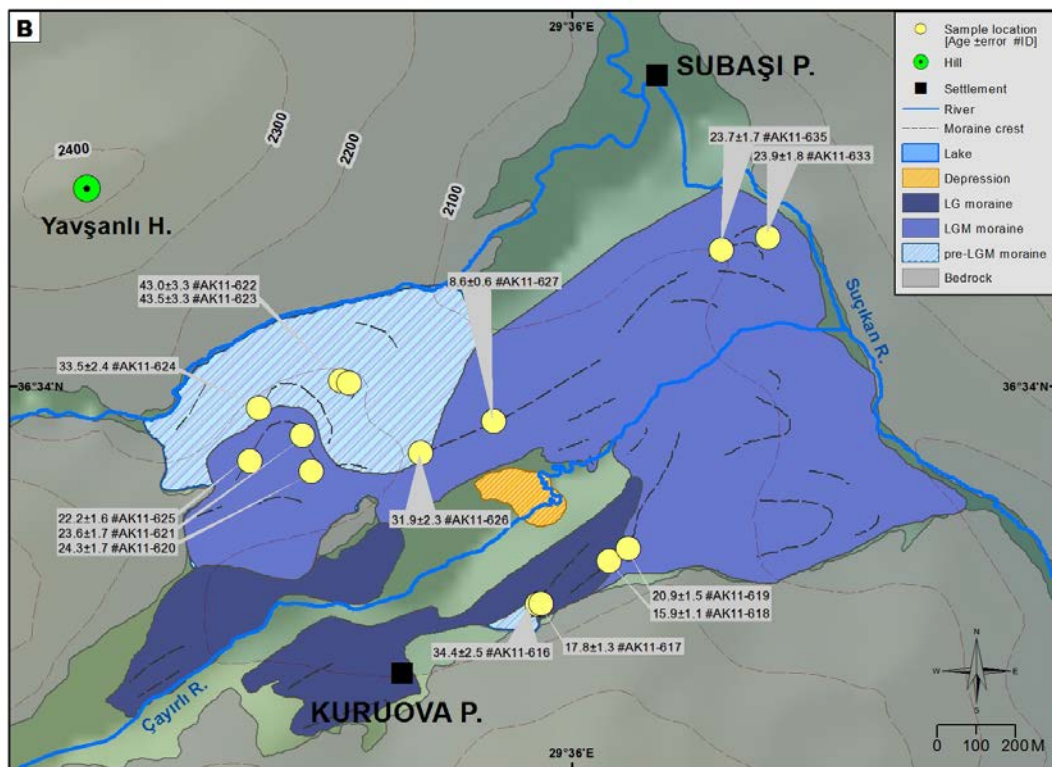 B
29°36'E
SUBAŞI P.
Sample location
[Age ±error #ID]
Hill
Settlement
River
Moraine crest
Lake
Depression
LG moraine
LGM moraine
pre-LGM moraine
Bedrock
2400
2300
2200
2100
Yavşanlı H.
23.7±1.7 #AK11-635
23.9±1.8 #AK11-633
43.0±3.3 #AK11-622
43.5±3.3 #AK11-623
8.6±0.6 #AK11-627
Suçıkan R.
33.5±2.4 #AK11-624
36°34'N
36°34'N
22.2±1.6 #AK11-625
23.6±1.7 #AK11-621
24.3±1.7 #AK11-620
31.9±2.3 #AK11-626
20.9±1.5 #AK11-619
15.9±1.1 #AK11-618
34.4±2.5 #AK11-616
17.8±1.3 #AK11-617
Çayırlı R.
KURUOVA P.
N
W E
S
0 100 200M
29°36'E